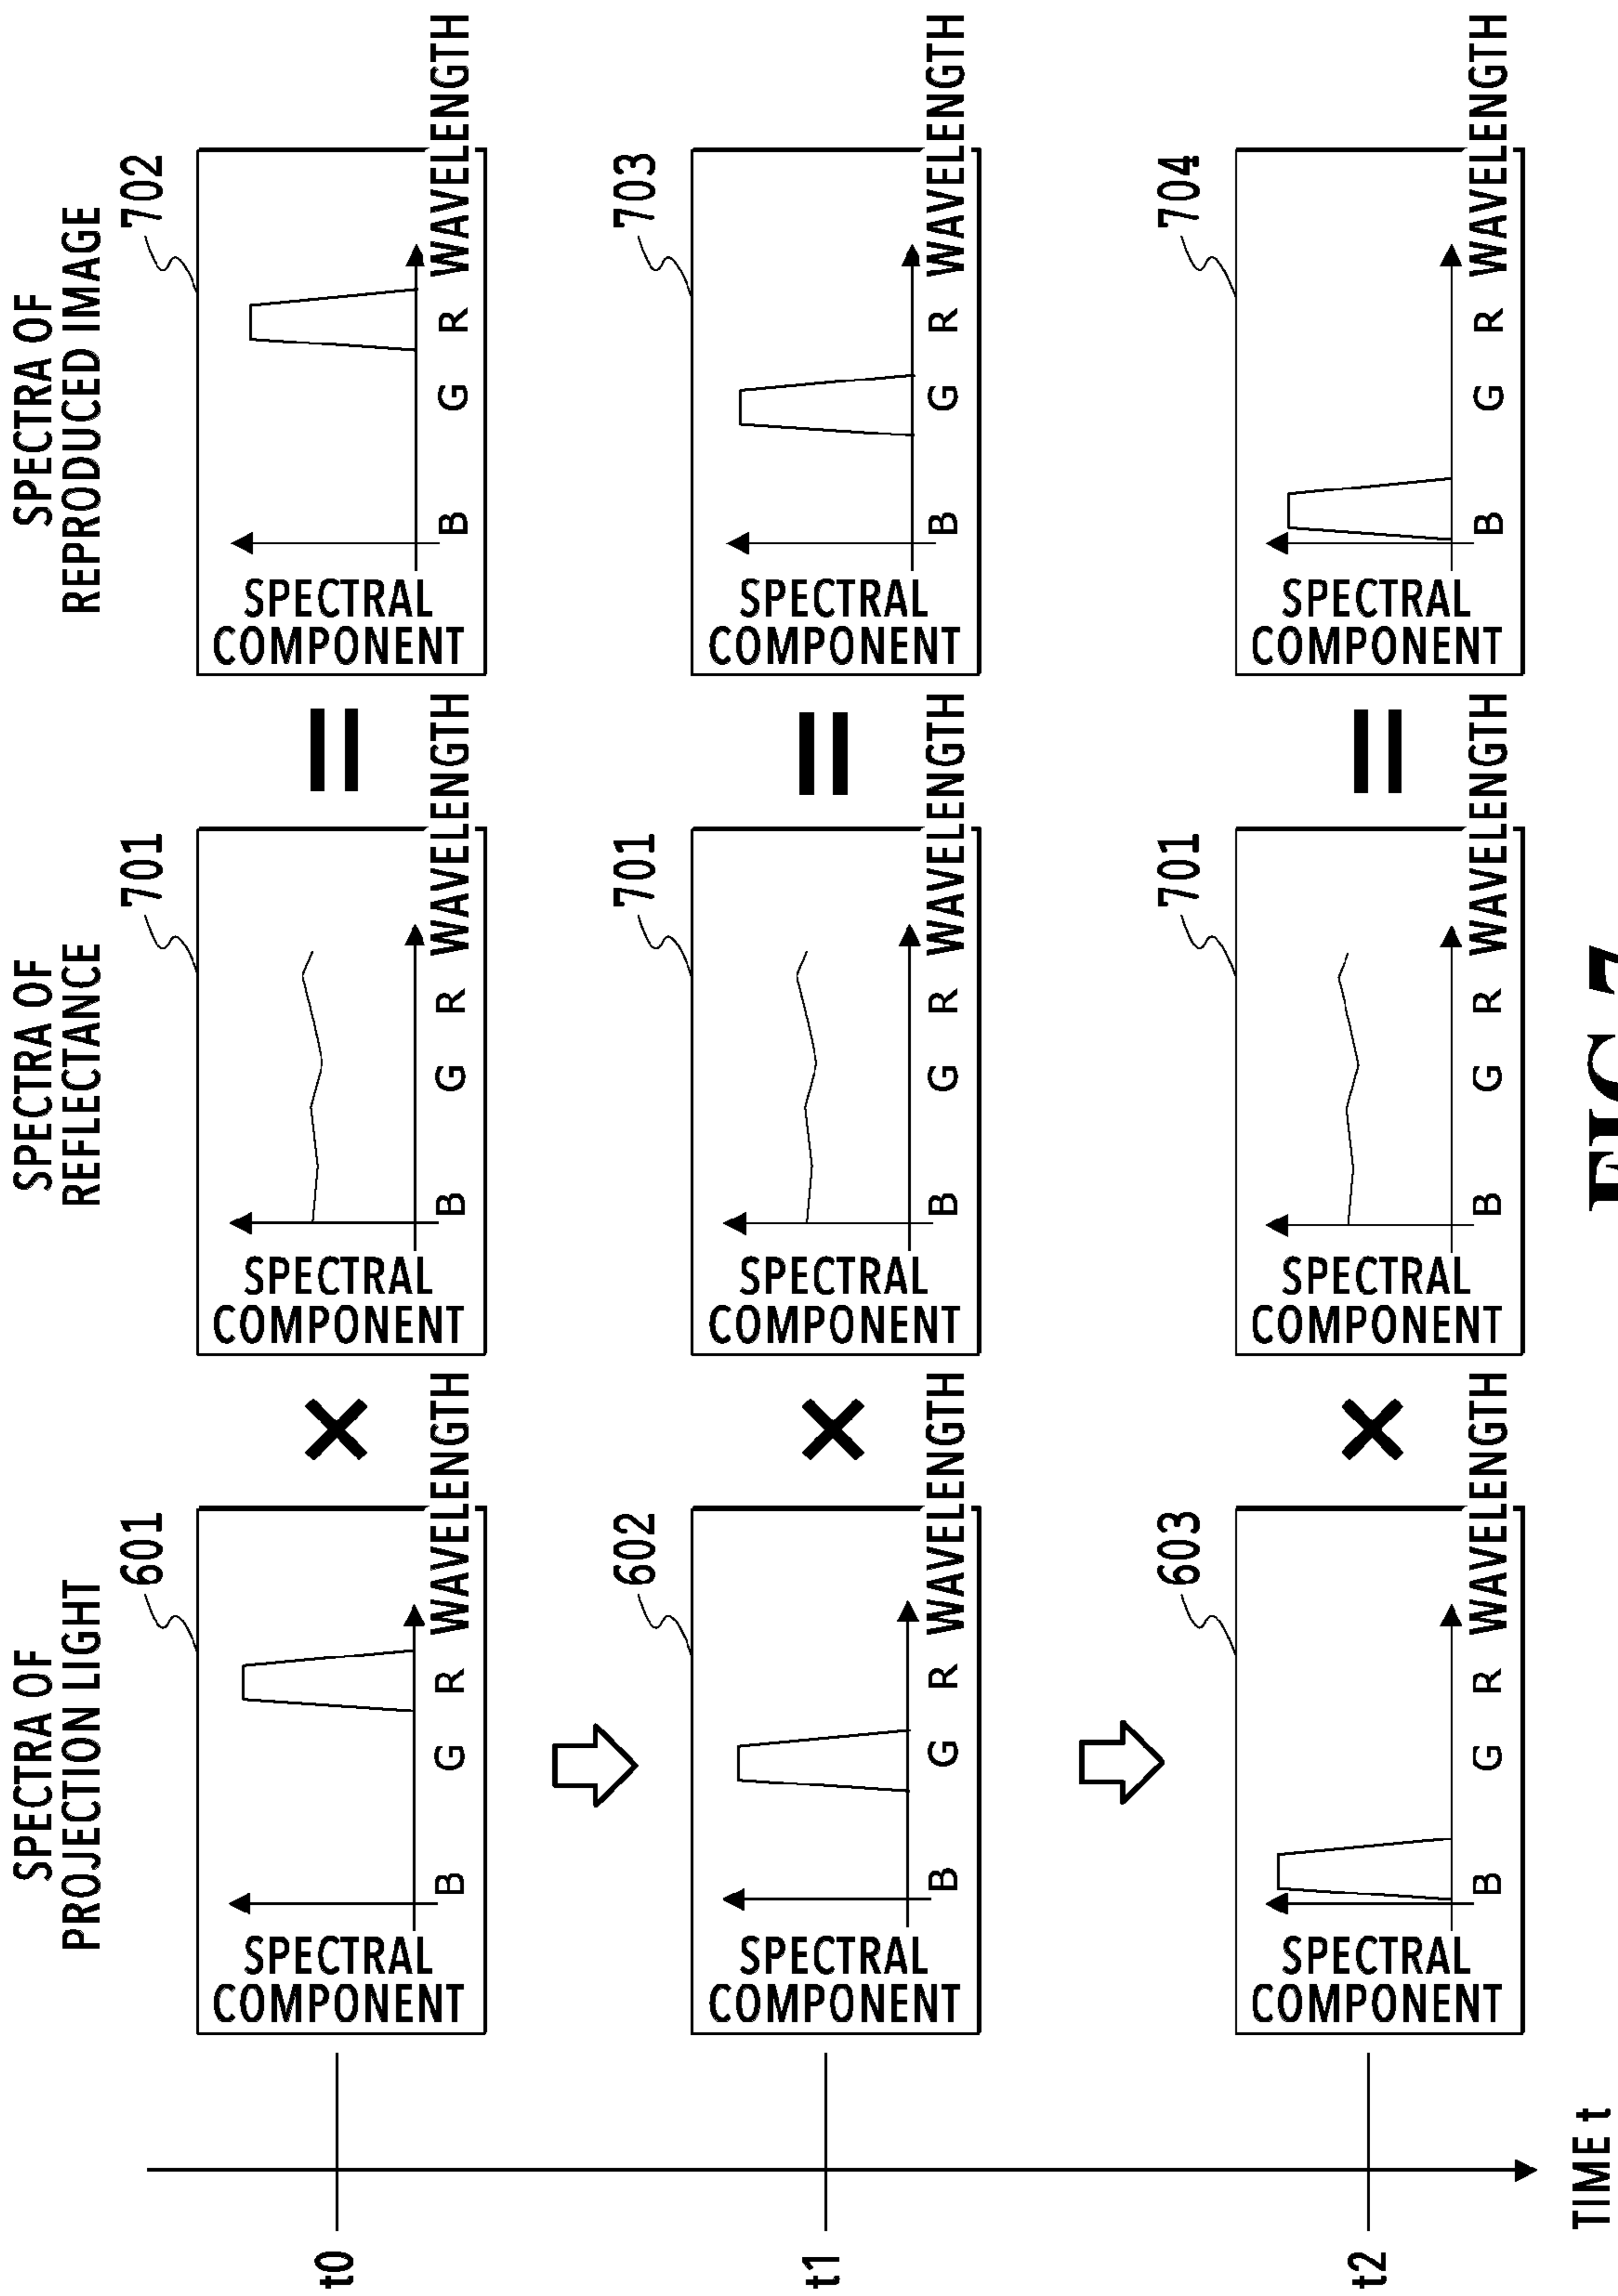 SPECTRA OF
PROJECTION LIGHT
SPECTRA OF
REFLECTANCE
SPECTRA OF
REPRODUCED IMAGE
t0
601
SPECTRAL
COMPONENT
B G R
WAVELENGTH
×
701
SPECTRAL
COMPONENT
B G R
WAVELENGTH
=
702
SPECTRAL
COMPONENT
B G R
WAVELENGTH
t1
602
SPECTRAL
COMPONENT
B G R
WAVELENGTH
×
701
SPECTRAL
COMPONENT
B G R
WAVELENGTH
=
703
SPECTRAL
COMPONENT
B G R
WAVELENGTH
t2
603
SPECTRAL
COMPONENT
B G R
WAVELENGTH
×
701
SPECTRAL
COMPONENT
B G R
WAVELENGTH
=
704
SPECTRAL
COMPONENT
B G R
WAVELENGTH
TIME t